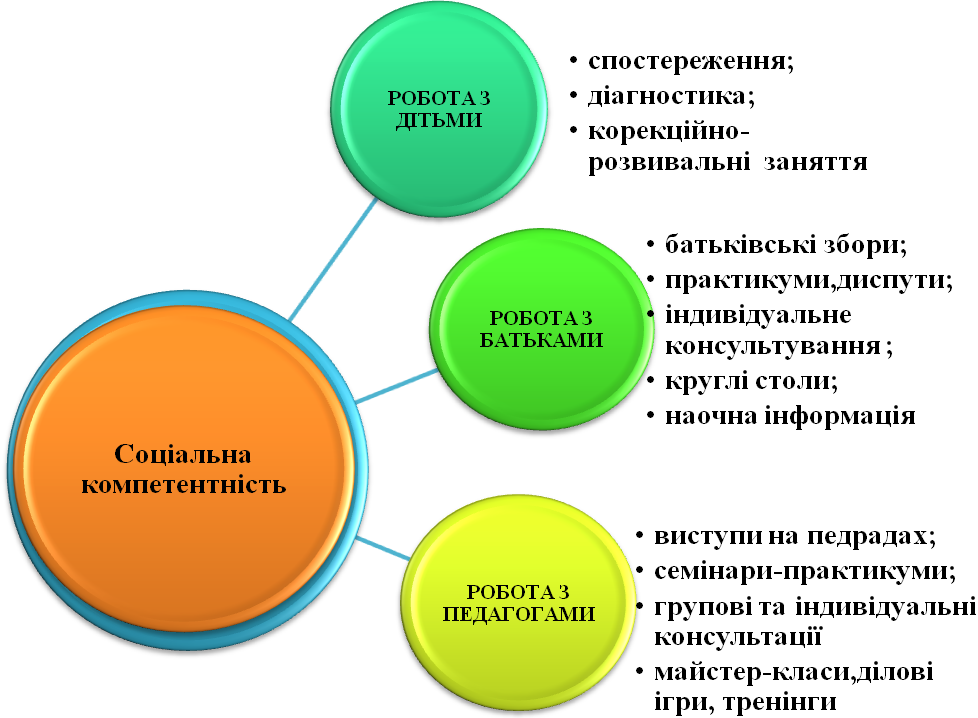 РОБОТА З
ДІТЬМИ
• спостереження;
• діагностика;
• корекційно-
розвивальні заняття
РОБОТА З
БАТЬКАМИ
• батьківські збори;
• практикуми,диспути;
• індивідуальне
консультування ;
• круглі столи;
• наочна інформація
Соціальна
компетентність
РОБОТА З
ПЕДАГОГАМИ
• виступи на педрадах;
• семінари-практикуми;
• групові та індивідуальні
консультації
• майстер-класи,ділові
ігри, тренінги